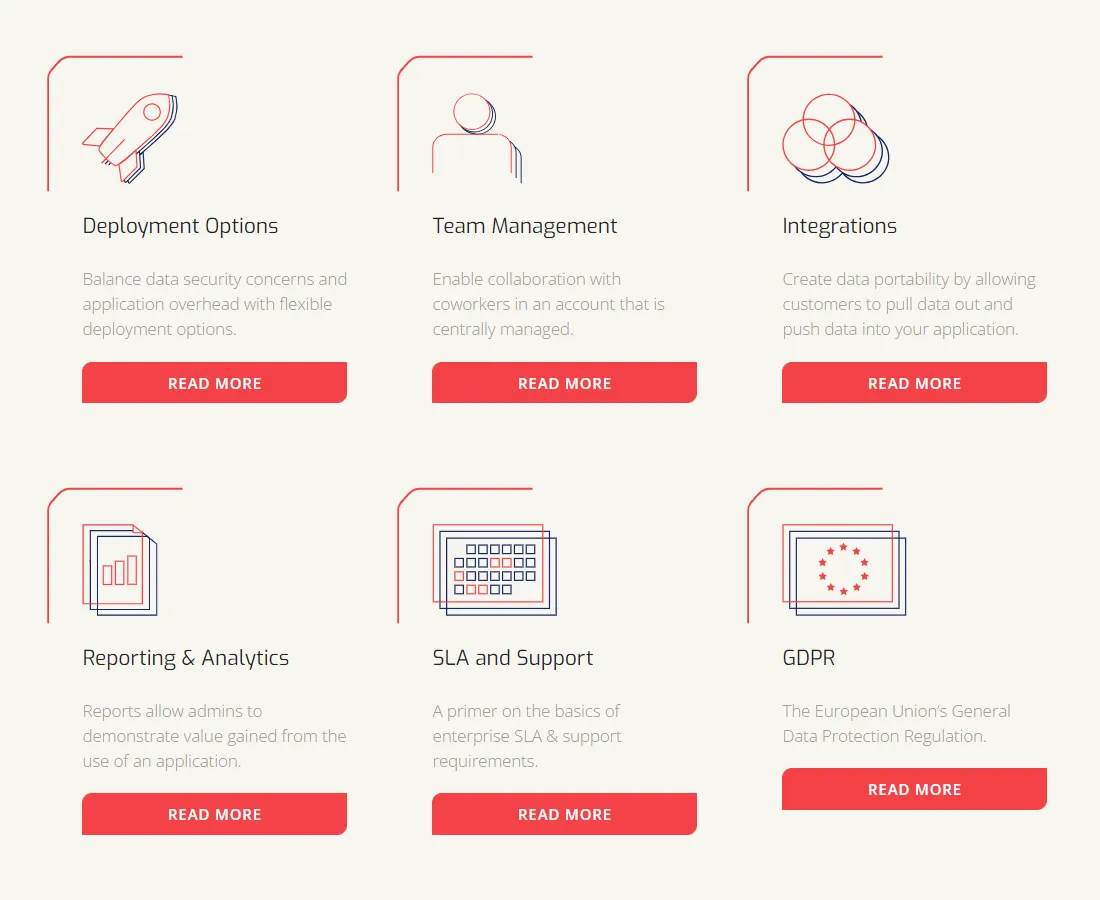 Deployment Options
Balance data security concerns and
application overhead with flexible
deployment options.
READ MORE
Team Management
Enable collaboration with
coworkers in an account that is
centrally managed.
READ MORE
Integrations
Create data portability by allowing
customers to pull data out and
push data into your application.
READ MORE
Reporting & Analytics
Reports allow admins to
demonstrate value gained from the
use of an application.
READ MORE
SLA and Support
A primer on the basics of
enterprise SLA & support
requirements.
READ MORE
GDPR
The European Union’s General
Data Protection Regulation.
READ MORE